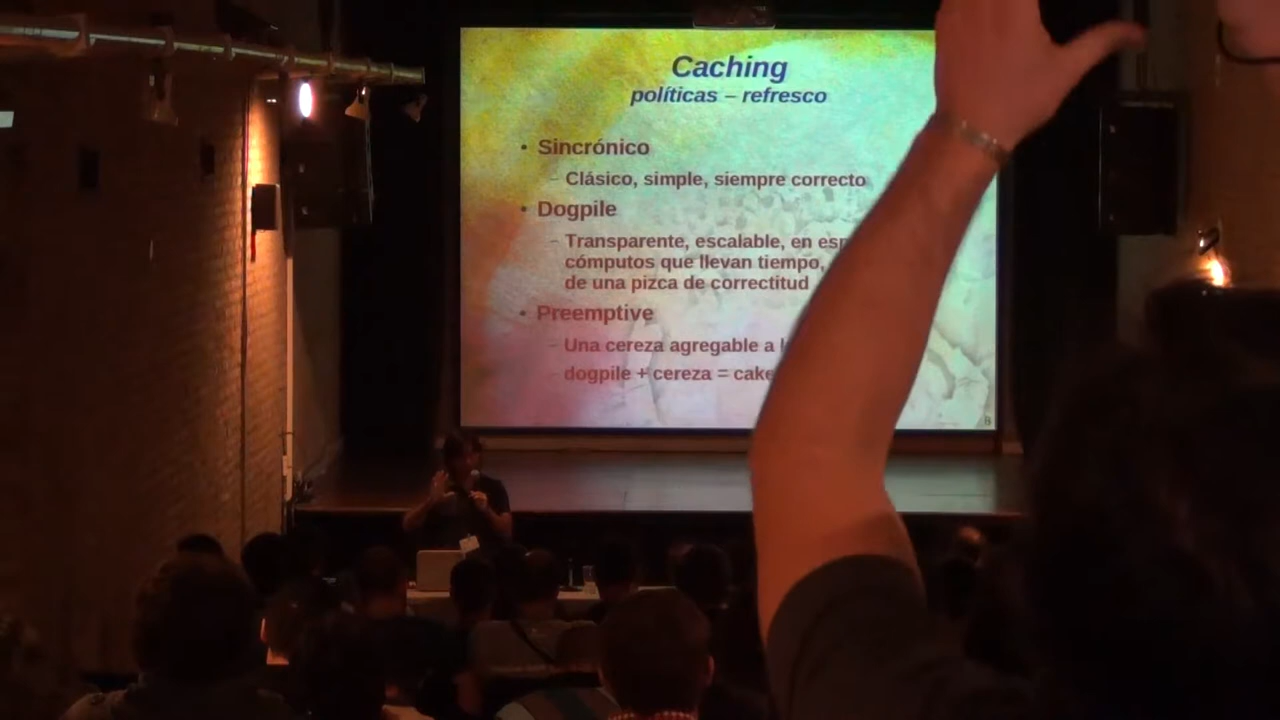 Caching
políticas – refresco
• Sincrónico
– Clásico, simple, siempre correcto
• Dogpile
– Transparente, escalable, en
cómputos que llevan tiempo,
de una pizca de correctitud
• Preemptive
– Una cereza agregable a
– dogpile + cereza = cake
8